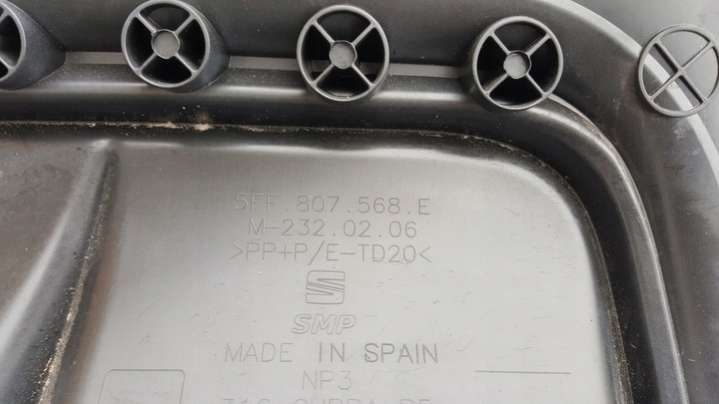 5FF.807.568.E
M-232.02.06
>PP+P/E-TD20<
SMP
MADE IN SPAIN
NP3